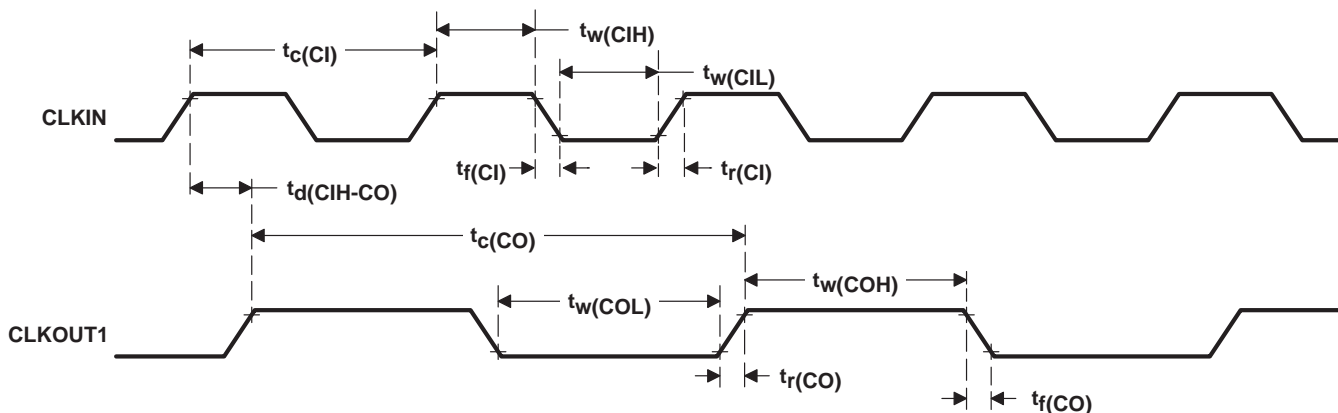 tw(CIH)
tc(CI)
tw(CIL)
CLKIN
tf(CI)
tr(CI)
td(CIH-CO)
tc(CO)
tw(COH)
tw(COL)
CLKOUT1
tr(CO)
tf(CO)